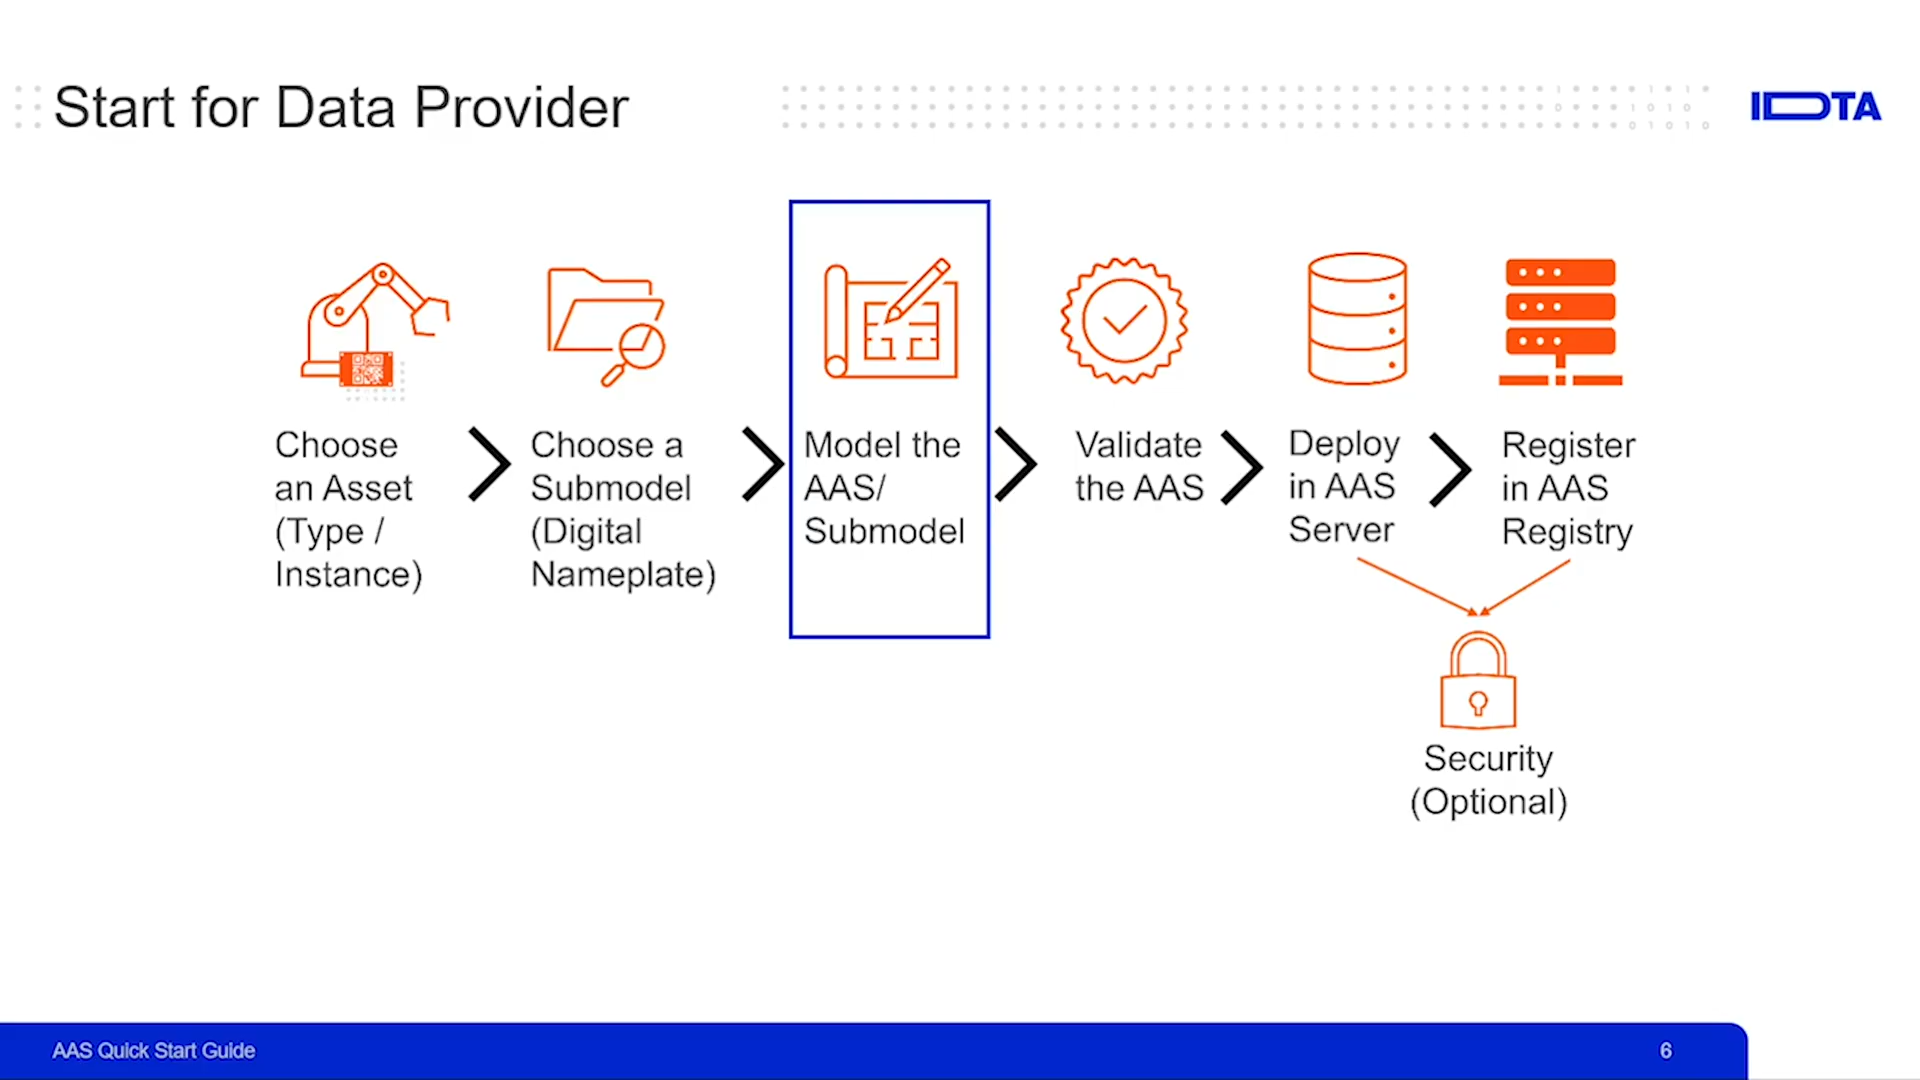 Start for Data Provider
IDTA
Choose
an Asset
(Type /
Instance)
Choose a
Submodel
(Digital
Nameplate)
Model the
AAS/
Submodel
Validate
the AAS
Deploy
in AAS
Server
Register
in AAS
Registry
Security
(Optional)
AAS Quick Start Guide
6